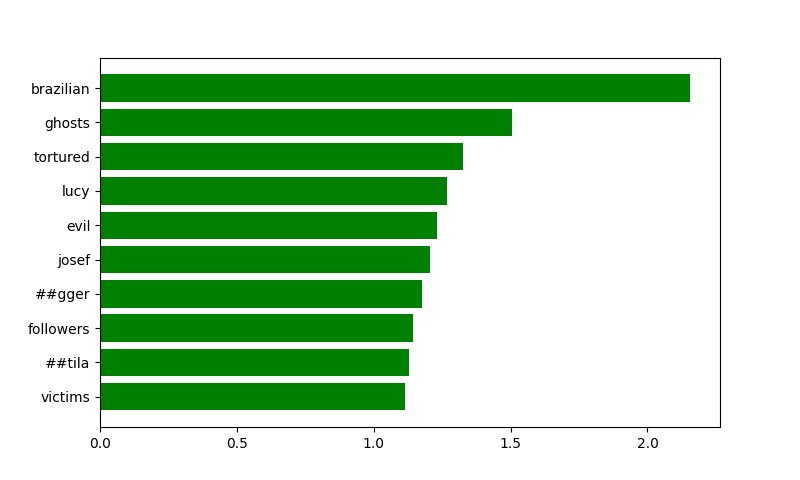 brazilian
ghosts
tortured
lucy
evil
josef
##gger
followers
##tila
victims
0.0 0.5 1.0 1.5 2.0